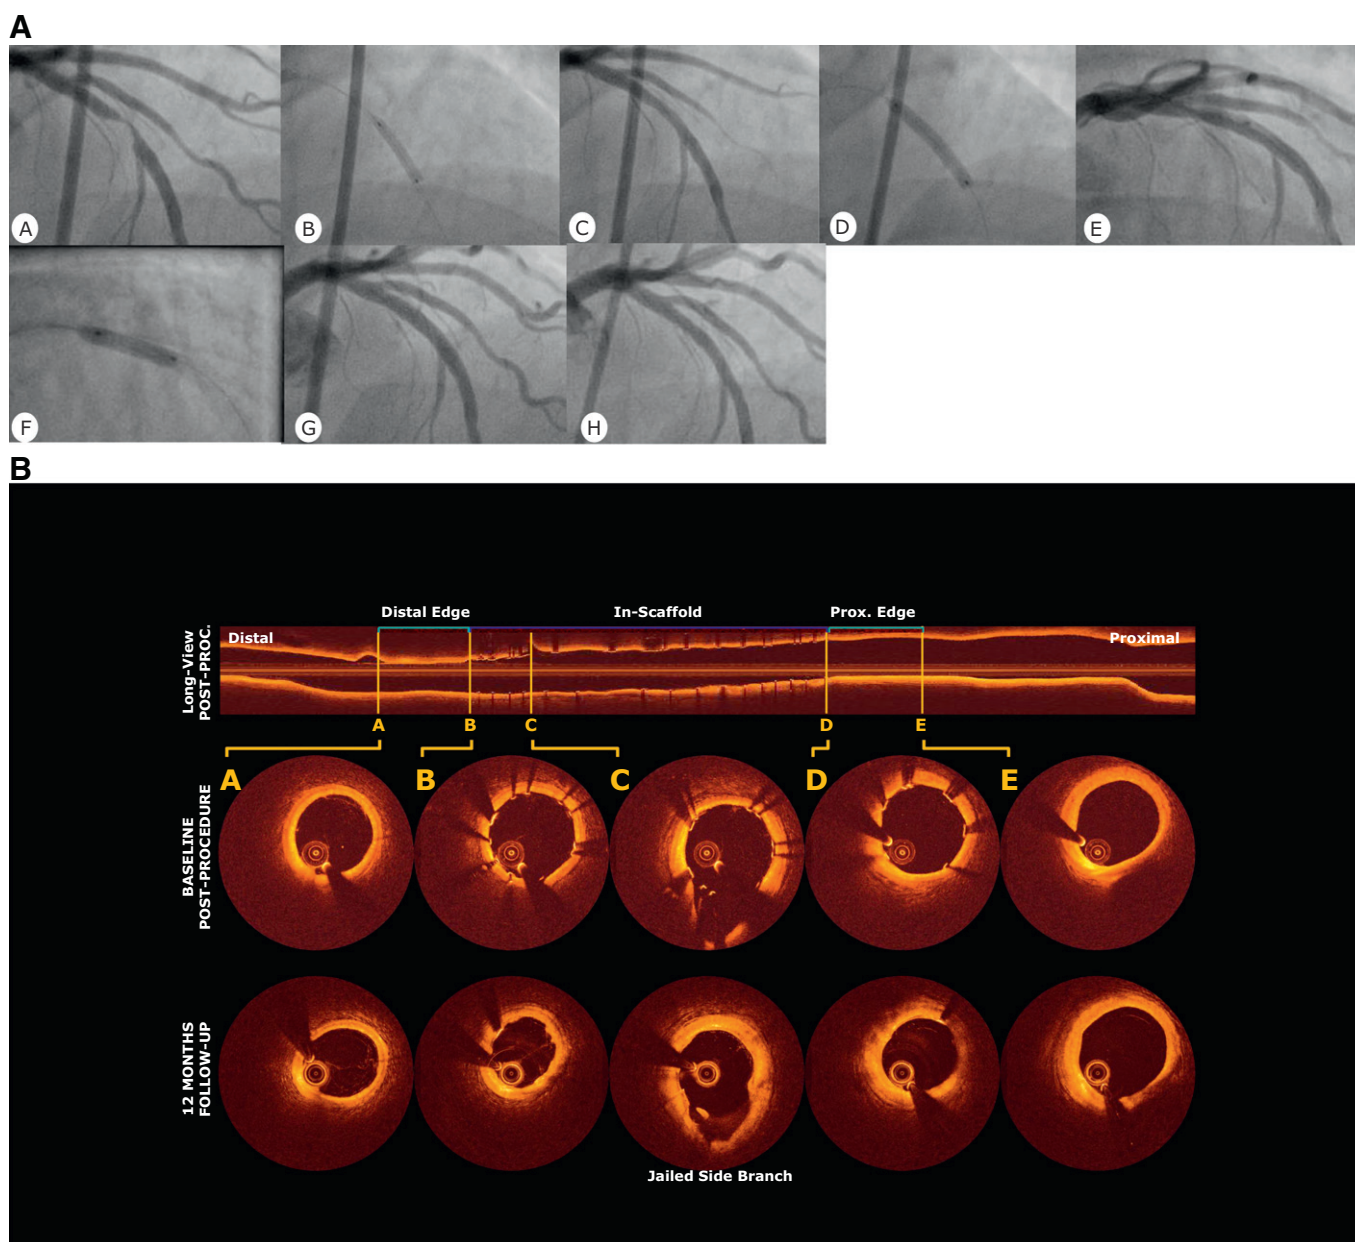 A
A
B
C
D
E
F
G
H
B
Distal Edge
In-Scaffold
Prox. Edge
Long-View
POST-PROC.
Distal
Proximal
A
B
C
D
E
A
B
C
D
E
BASELINE
POST-PROCEDURE
12 MONTHS
FOLLOW-UP
Jailed Side Branch